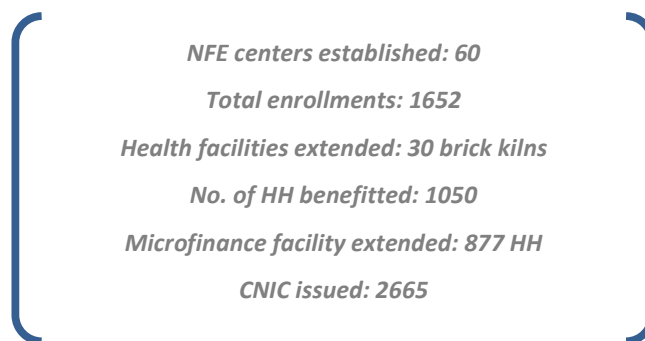 NFE centers established: 60
Total enrollments: 1652
Health facilities extended: 30 brick kilns
No. of HH benefitted: 1050
Microfinance facility extended: 877 HH
CNIC issued: 2665